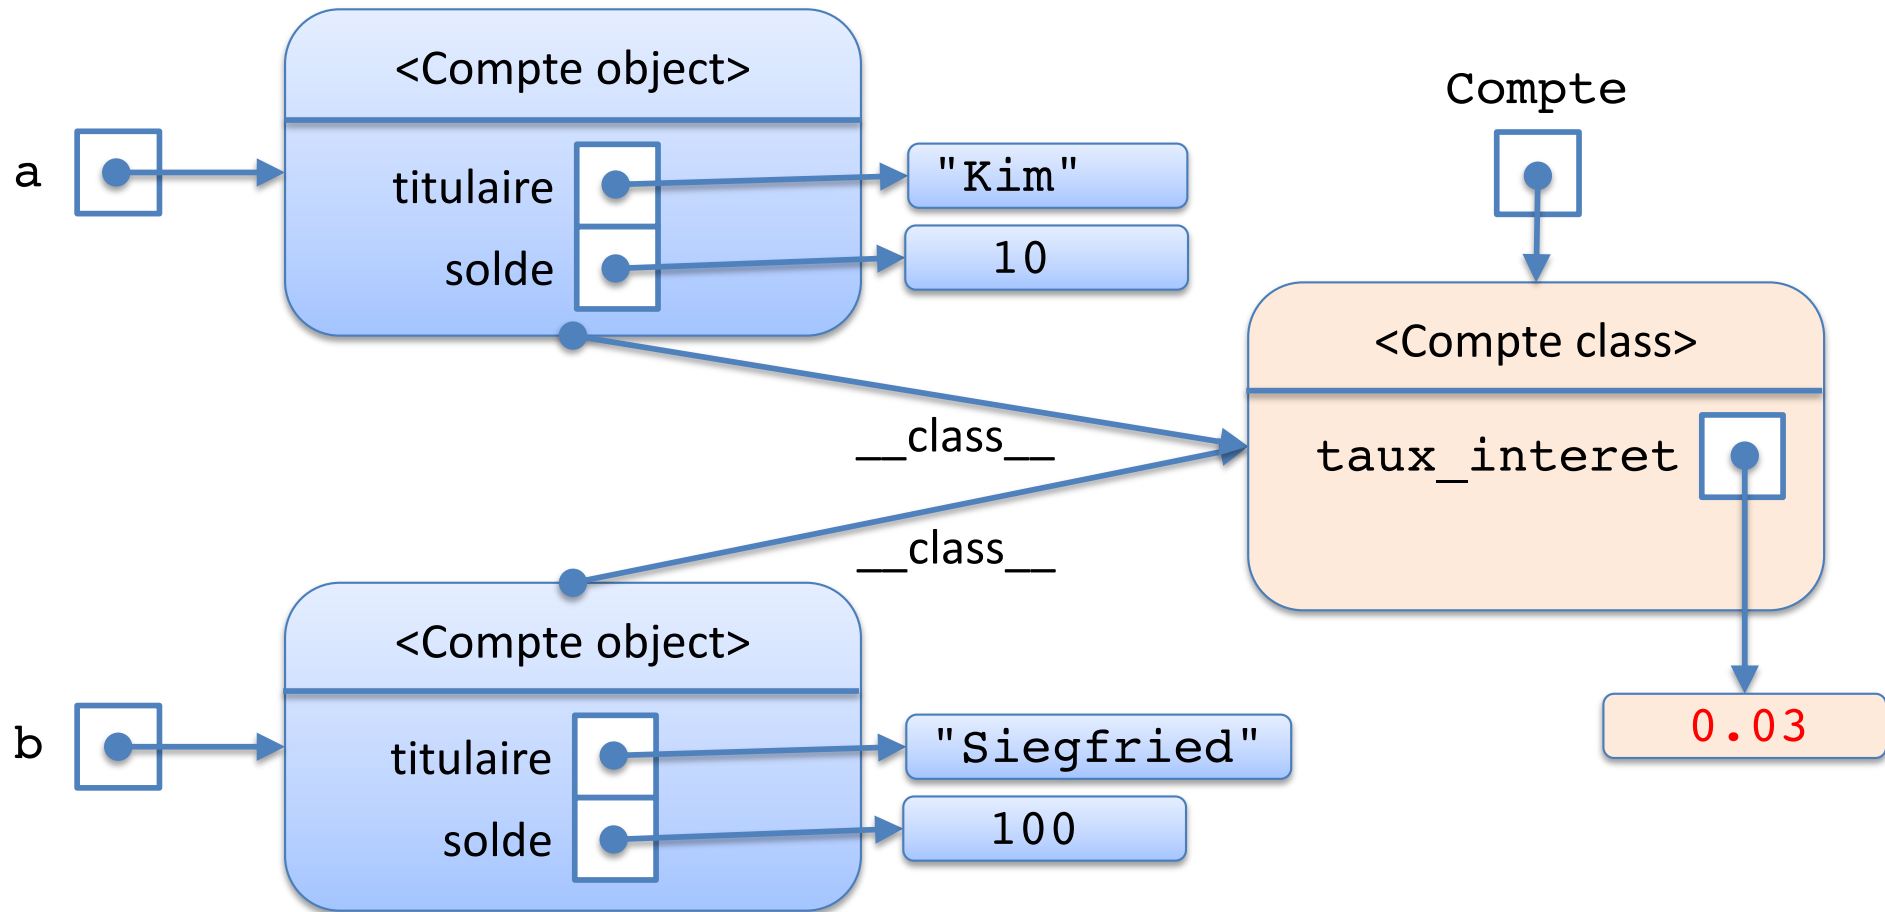 <Compte object>
a
titulaire
"Kim"
solde
10
Compte
<Compte class>
taux_interet
0.03
__class__
__class__
<Compte object>
b
titulaire
"Siegfried"
solde
100